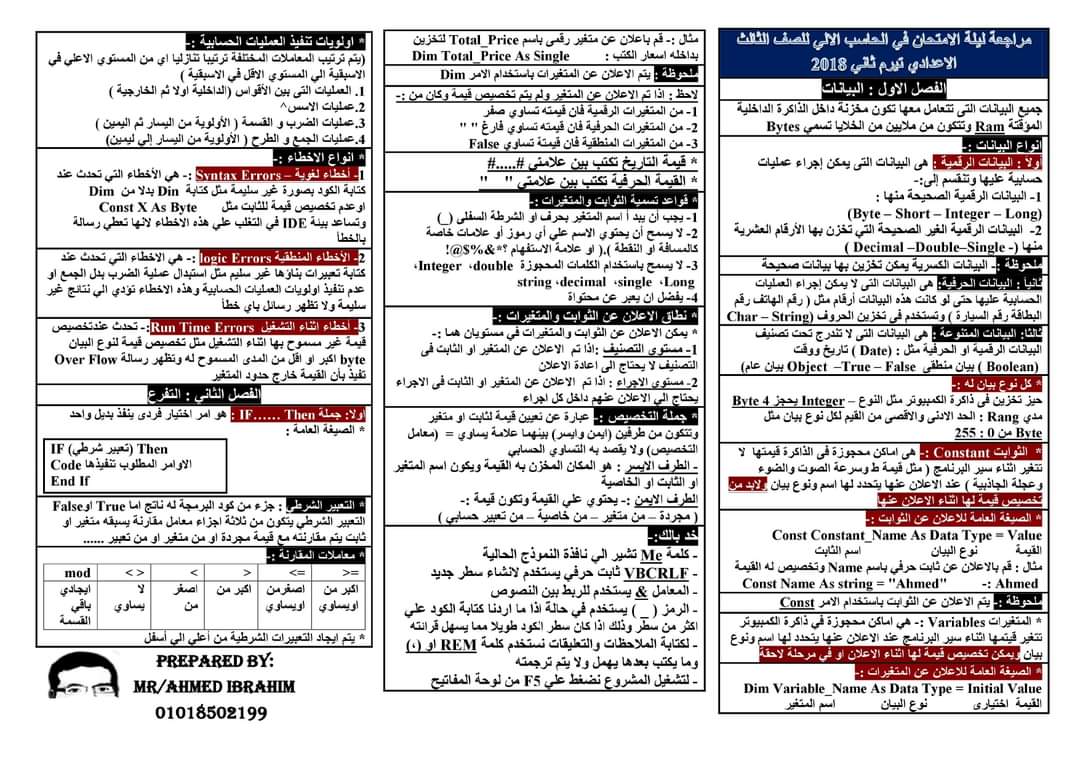 مراجعة ليلة الامتحان في الحاسب الالي للصف الثالث
الاعدادي تيرم ثاني 2018
الفصل الاول : البيانات
جميع البيانات التى تتعامل معها تكون مخزنة داخل الذاكرة الداخلية
المؤقتة Ram وتتكون من ملايين من الخلايا تسمي Bytes
انواع البيانات :-
أولاً : البيانات الرقمية : هى البيانات التى يمكن إجراء عمليات
حسابية عليها وتنقسم إلى:-
1- البيانات الرقمية الصحيحة منها :
(Byte – Short – Integer – Long)
2- البيانات الرقمية الغير الصحيحة التى تخزن بها الأرقام العشرية
منها (- Decimal –Double–Single )
ملحوظة :- البيانات الكسرية يمكن تخزين بها بيانات صحيحة
ثانياً : البيانات الحرفية: هى البيانات التى لا يمكن إجراء العمليات
الحسابية عليها حتى لو كانت هذه البيانات أرقام مثل ( رقم الهاتف رقم
البطاقة رقم السيارة ) وتستخدم في تخزين الحروف (Char – String)
ثالثا: البيانات المتنوعة : هى البيانات التى لا تندرج تحت تصنيف
البيانات الرقمية او الحرفية مثل : (Date ) تاريخ ووقت
(Boolean ) بيان منطقى Object –True – False بيان عام)
* كل نوع بيان له :-
حيز تخزين فى ذاكرة الكمبيوتر مثل النوع – Integer يحجز 4 Byte
مدي Rang : الحد الادنى والاقصى من القيم لكل نوع بيان مثل
Byte من 0 : 255
* الثوابت Constant :- هى اماكن محجوزة فى الذاكرة قيمتها لا
تتغير اثناء سير البرنامج ( مثل قيمة ط وسرعة الصوت والضوء
وعجلة الجاذبية ) عند الاعلان عنها يتحدد لها اسم ونوع بيان ولابد من
تخصيص قيمة لها اثناء الاعلان عنها
* الصيغة العامة للاعلان عن الثوابت :-
Const Constant_Name As Data Type = Value
القيمة نوع البيان اسم الثابت
مثال : قم بالاعلان عن ثابت حرفي باسم Name وتخصيص له القيمة
Ahmed :- Const Name As string = "Ahmed"
ملحوظة :- يتم الاعلان عن الثوابت باستخدام الامر Const
* المتغيرات Variables :- هي اماكن محجوزة في ذاكرة الكمبيوتر
تتغير قيمتها اثناء سير البرنامج عند الاعلان عنها يتحدد لها اسم ونوع
بيان ويمكن تخصيص قيمة لها اثناء الاعلان او في مرحلة لاحقة
* الصيغة العامة للاعلان عن المتغيرات :-
Dim Variable_Name As Data Type = Initial Value
القيمة اختيارى نوع البيان اسم المتغير
مثال :- قم باعلان عن متغير رقمى باسم Total_Price لتخزين
بداخله اسعار الكتب : Dim Total_Price As Single
ملحوظة : يتم الاعلان عن المتغيرات باستخدام الامر Dim
لاحظ : إذا تم الاعلان عن المتغير ولم يتم تخصيص قيمة وكان من :-
1- من المتغيرات الرقمية فان قيمته تساوي صفر
2- من المتغيرات الحرفية فان قيمته تساوي فارغ " "
3- من المتغيرات المنطقية فان قيمتة تساوي False
* قيمة التاريخ تكتب بين علامتي #.....#
* القيمة الحرفية تكتب بين علامتي " "
* قواعد تسمية الثوابت والمتغيرات :-
1- يجب أن يبد أ اسم المتغير بحرف او الشرطة السفلى (_)
2- لا يسمح أن يحتوي الاسم علي أي رموز أو علامات خاصة
كالمسافة أو النقطة ).( او علامة الاستفهام ؟*&%$@!
3- لا يسمح باستخدام الكلمات المحجوزة Integer ،double،
string ،decimal ،single ،Long
4- يفضل ان يعبر عن محتواة
* نطاق الاعلان عن الثوابت والمتغيرات :-
* يمكن الاعلان عن الثوابت والمتغيرات في مستويان هما :-
1- مستوي التصنيف :اذا تم الاعلان عن المتغير او الثابت فى
التصنيف لا يحتاج الى اعادة الاعلان
2- مستوي الاجراء : اذا تم الاعلان عن المتغير او الثابت فى الاجراء
يحتاج الي الاعلان عنهم داخل كل اجراء
* جملة التخصيص :- عبارة عن تعيين قيمة لثابت او متغير
وتتكون من طرفين (ايمن وايسر) بينهما علامة يساوي = (معامل
التخصيص) ولا يقصد به التساوي الحسابي
- الطرف الايسر : هو المكان المخزن به القيمة ويكون اسم المتغير
او الثابت او الخاصية
الطرف الايمن :- يحتوي علي القيمة وتكون قيمة :-
( مجردة – من متغير – من خاصية – من تعبير حسابي )
خد بالك:-
- كلمة Me تشير الي نافذة النموذج الحالية
- VBCRLF ثابت حرفي يستخدم لانشاء سطر جديد
- المعامل & يستخدم للربط بين النصوص
- الرمز ( _ ) يستخدم في حالة اذا ما اردنا كتابة الكود علي
اكثر من سطر وذلك اذا كان سطر الكود طويلا مما يسهل قرائته
- لكتابة الملاحظات والتعليقات نستخدم كلمة REM او (،)
وما يكتب بعدها يهمل ولا يتم ترجمته
- لتشغيل المشروع نضغط علي F5 من لوحة المفاتيح
* اولويات تنفيذ العمليات الحسابية :-
(يتم ترتيب المعاملات المختلفة ترتيبا تنازليا اي من المستوي الاعلي في
الاسبقية الي المستوي الاقل في الاسبقية )
1. العمليات التى بين الأقواس (الداخلية اولا ثم الخارجية )
2.عمليات الاسس^
3.عمليات الضرب و القسمة ( الأولوية من اليسار ثم اليمين )
4.عمليات الجمع و الطرح ( الأولوية من اليسار إلي ليمين)
* انواع الاخطاء :-
1- أخطاء لغوية – Syntax Errors :- هي الأخطاء التي تحدث عند
كتابة الكود بصورة غير سليمة مثل كتابة Din بدلا من Dim
اوعدم تخصيص قيمة للثابت مثل Const X As Byte
وتساعد بيئة IDE في التغلب علي هذه الاخطاء لانها تعطي رسالة
بالخطأ
2- الأخطاء المنطقية logic Errors :- هي الاخطاء التي تحدث عند
كتابة تعبيرات بناؤها غير سليم مثل استبدال عملية الضرب بدل الجمع او
عدم تنفيذ اولويات العمليات الحسابية وهذه الاخطاء تؤدي الي نتائج غير
سليمة ولا تظهر رسائل باي خطأ
3- أخطاء اثناء التشغيل Run Time Errors:- تحدث عندتخصيص
قيمة غير مسموح بها اثناء التشغيل مثل تخصيص قيمة لنوع البيان
byte اكبر او اقل من المدى المسموح له وتظهر رسالة Over Flow
تفيذ بأن القيمة خارج حدود المتغير
الفصل الثاني : التفرع
اولا: جملة IF...... Then : هو امر اختيار فردى ينفذ بديل واحد
* الصيغة العامة :
IF (تعبير شرطي) Then
Code الاوامر المطلوب تنفيذها
End If
* التعبير الشرطي : جزء من كود البرمجة له ناتج اما True اوFalse
التعبير الشرطي يتكون من ثلاثة اجزاء معامل مقارنة يسبقه متغير او
ثابت يتم مقارنته مع قيمة مجردة او من متغير او من تعبير ......
* معاملات المقارنة :-
>= <= > < < > mod
اكبر من اوبساوي اصغرمن اوبساوي اكبر من اصغر من لا يساوي ايجادي باقي القسمة
* يتم ايجاد التعبيرات الشرطية من أعلي الى أسفل
PREPARED BY:
MR/AHMED IBRAHIM
01018502199